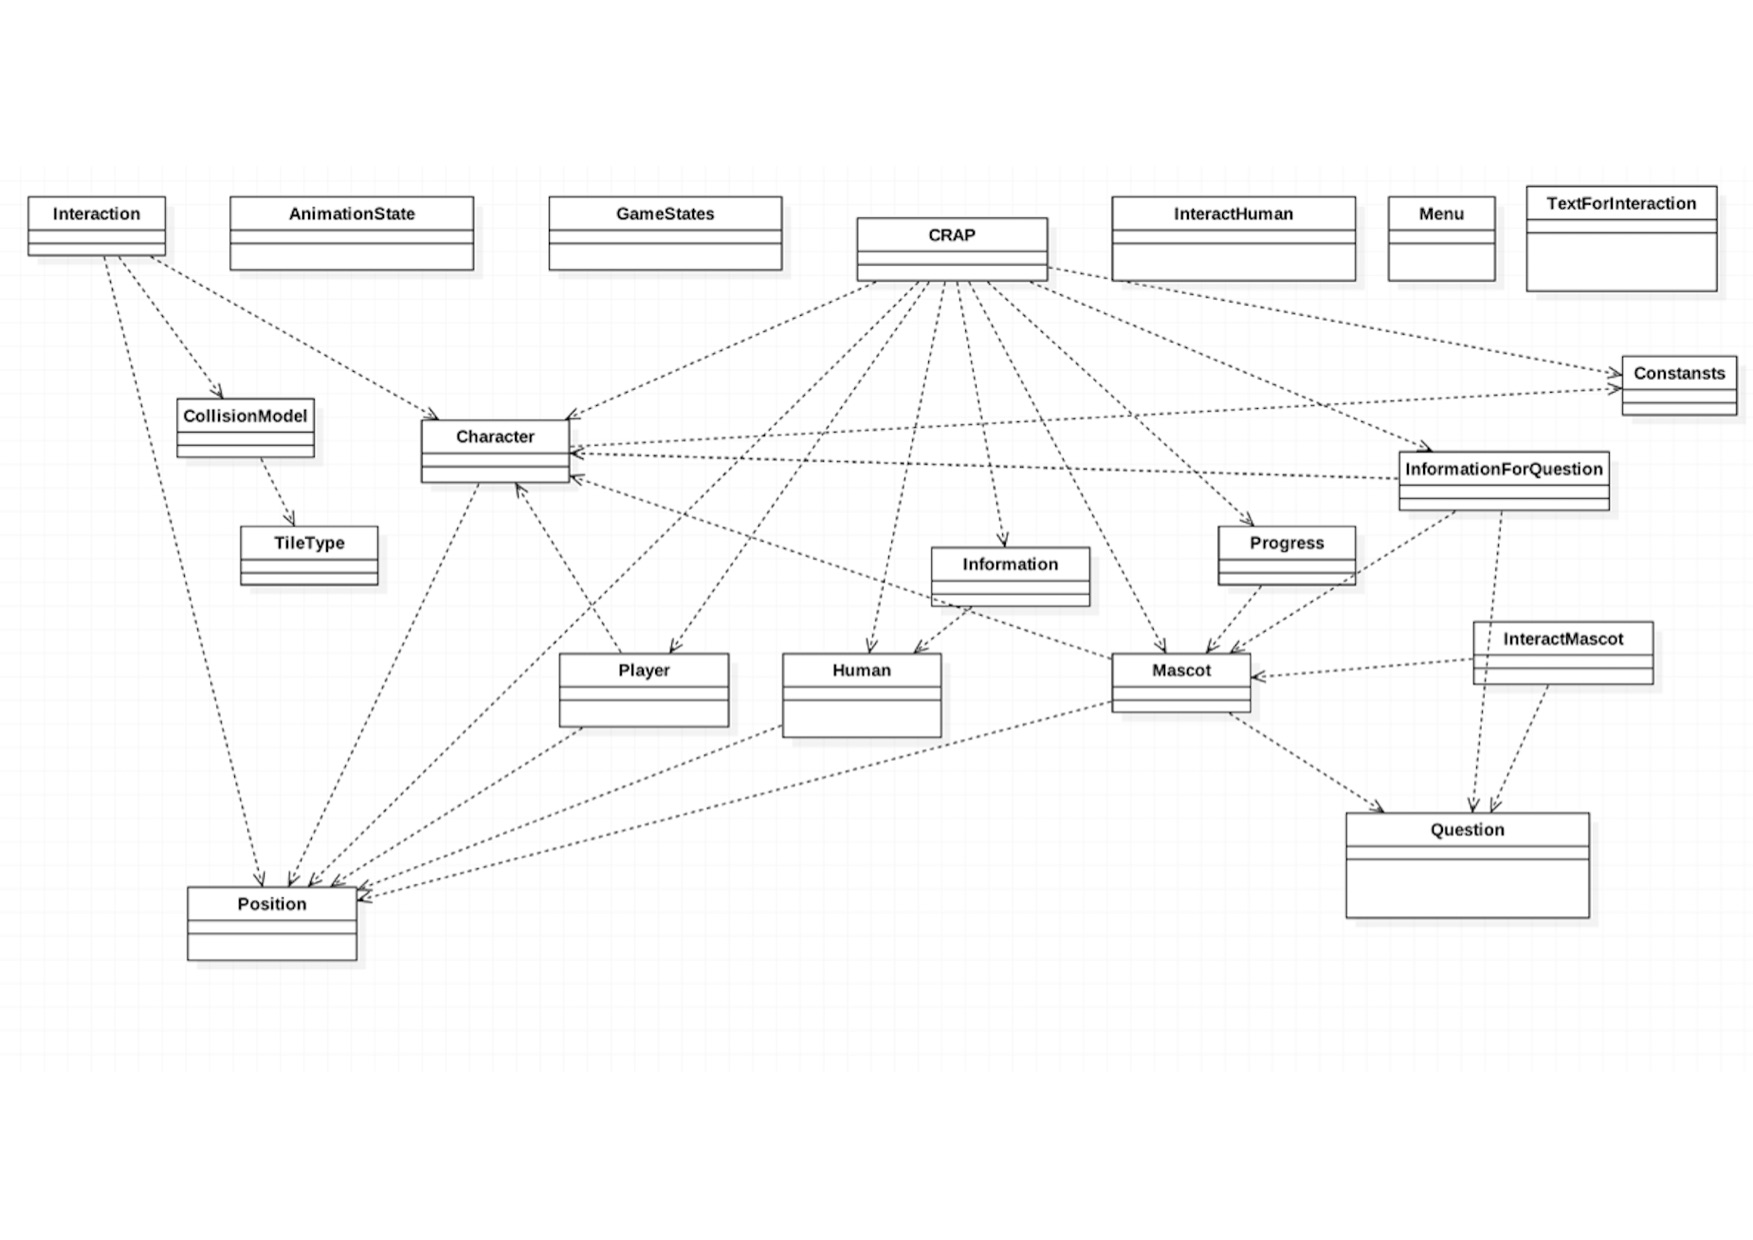 Interaction
AnimationState
GameStates
CRAP
InteractHuman
Menu
TextForInteraction
Constansts
CollisionModel
Character
InformationForQuestion
TileType
Information
Progress
InteractMascot
Player
Human
Mascot
Question
Position